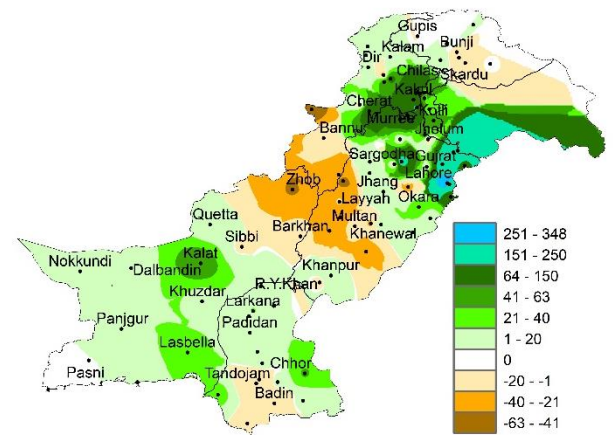 Gupis
Bunji
Kalam
Dir
Chilas
Skardu
Kakul
Cherat
Kotli
Murree
Bannu
Jhelum
Sargodha
Gujrat
Lahore
Zhob
Jhang
Layyah
Okara
Quetta
Multan
Barkhan
Khanewal
Sibbi
Kalat
Nokkundi
Dalbandin
Khanpur
R.Y.Khan
Khuzdar
Larkana
Panjgur
Padidan
Lasbella
Chhor
Pasni
Tandojam
Badin
251 - 348
151 - 250
64 - 150
41 - 63
21 - 40
1 - 20
0
-20 - -1
-40 - -21
-63 - -41